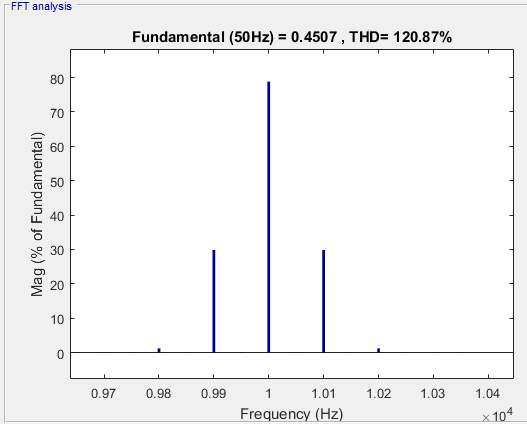 FFT analysis
Fundamental (50Hz) = 0.4507 , THD= 120.87%
Mag (% of Fundamental)
80
70
60
50
40
30
20
10
0
0.97 0.98 0.99 1 1.01 1.02 1.03 1.04
Frequency (Hz)
×10^4